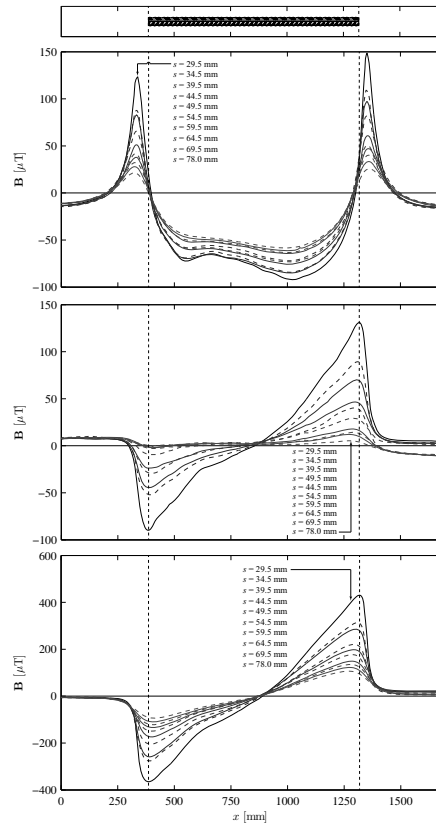 150
100
50
0
−50
−100
B [μT]
s = 29.5 mm
s = 34.5 mm
s = 39.5 mm
s = 44.5 mm
s = 49.5 mm
s = 54.5 mm
s = 59.5 mm
s = 64.5 mm
s = 69.5 mm
s = 78.0 mm
150
100
50
0
−50
−100
B [μT]
s = 29.5 mm
s = 34.5 mm
s = 39.5 mm
s = 49.5 mm
s = 44.5 mm
s = 54.5 mm
s = 59.5 mm
s = 64.5 mm
s = 69.5 mm
s = 78.0 mm
600
400
200
0
−200
−400
B [μT]
s = 29.5 mm
s = 34.5 mm
s = 39.5 mm
s = 44.5 mm
s = 49.5 mm
s = 54.5 mm
s = 59.5 mm
s = 64.5 mm
s = 69.5 mm
s = 78.0 mm
0 250 500 750 1000 1250 1500
x [mm]